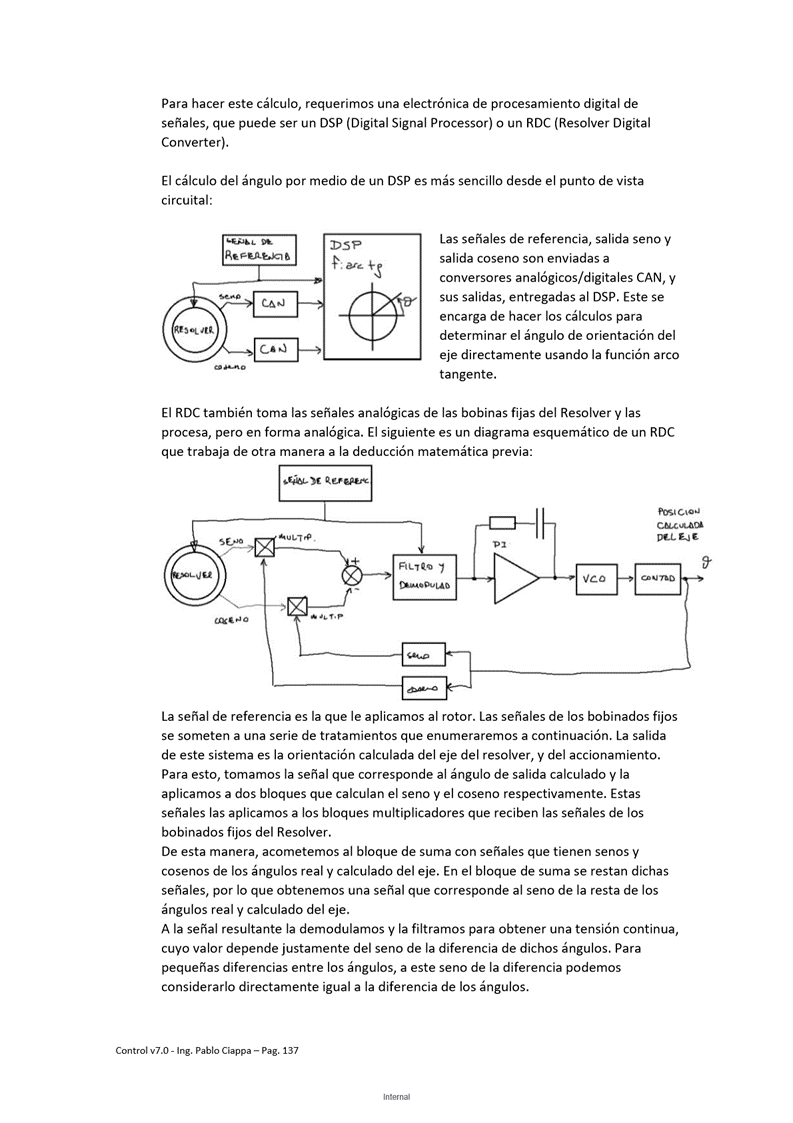 Para hacer este cálculo, requerimos una electrónica de procesamiento digital de
señales, que puede ser un DSP (Digital Signal Processor) o un RDC (Resolver Digital
Converter).
El cálculo del ángulo por medio de un DSP es más sencillo desde el punto de vista
circuital:
SEÑAL DE
REFERENCIA
DSP
f: arc tg
θ
SENO
CAN
RESOLVER
CAN
COSENO
Las señales de referencia, salida seno y
salida coseno son enviadas a
conversores analógicos/digitales CAN, y
sus salidas, entregadas al DSP. Este se
encarga de hacer los cálculos para
determinar el ángulo de orientación del
eje directamente usando la función arco
tangente.
El RDC también toma las señales analógicas de las bobinas fijas del Resolver y las
procesa, pero en forma analógica. El siguiente es un diagrama esquemático de un RDC
que trabaja de otra manera a la deducción matemática previa:
SEÑAL DE REFERENC
POSICION
CALCULADA
DEL EJE
SENO
MULTIP.
PI
RESOLVER
+
-
FILTRO Y
DEMODULAD
VCO
CONTAD
θ
COSENO
MULTIP
SENO
COSENO
La señal de referencia es la que le aplicamos al rotor. Las señales de los bobinados fijos
se someten a una serie de tratamientos que enumeraremos a continuación. La salida
de este sistema es la orientación calculada del eje del resolver, y del accionamiento.
Para esto, tomamos la señal que corresponde al ángulo de salida calculado y la
aplicamos a dos bloques que calculan el seno y el coseno respectivamente. Estas
señales las aplicamos a los bloques multiplicadores que reciben las señales de los
bobinados fijos del Resolver.
De esta manera, acometemos al bloque de suma con señales que tienen senos y
cosenos de los ángulos real y calculado del eje. En el bloque de suma se restan dichas
señales, por lo que obtenemos una señal que corresponde al seno de la resta de los
ángulos real y calculado del eje.
A la señal resultante la demodulamos y la filtramos para obtener una tensión continua,
cuyo valor depende justamente del seno de la diferencia de dichos ángulos. Para
pequeñas diferencias entre los ángulos, a este seno de la diferencia podemos
considerarlo directamente igual a la diferencia de los ángulos.
Control v7.0 - Ing. Pablo Ciappa – Pag. 137
Internal